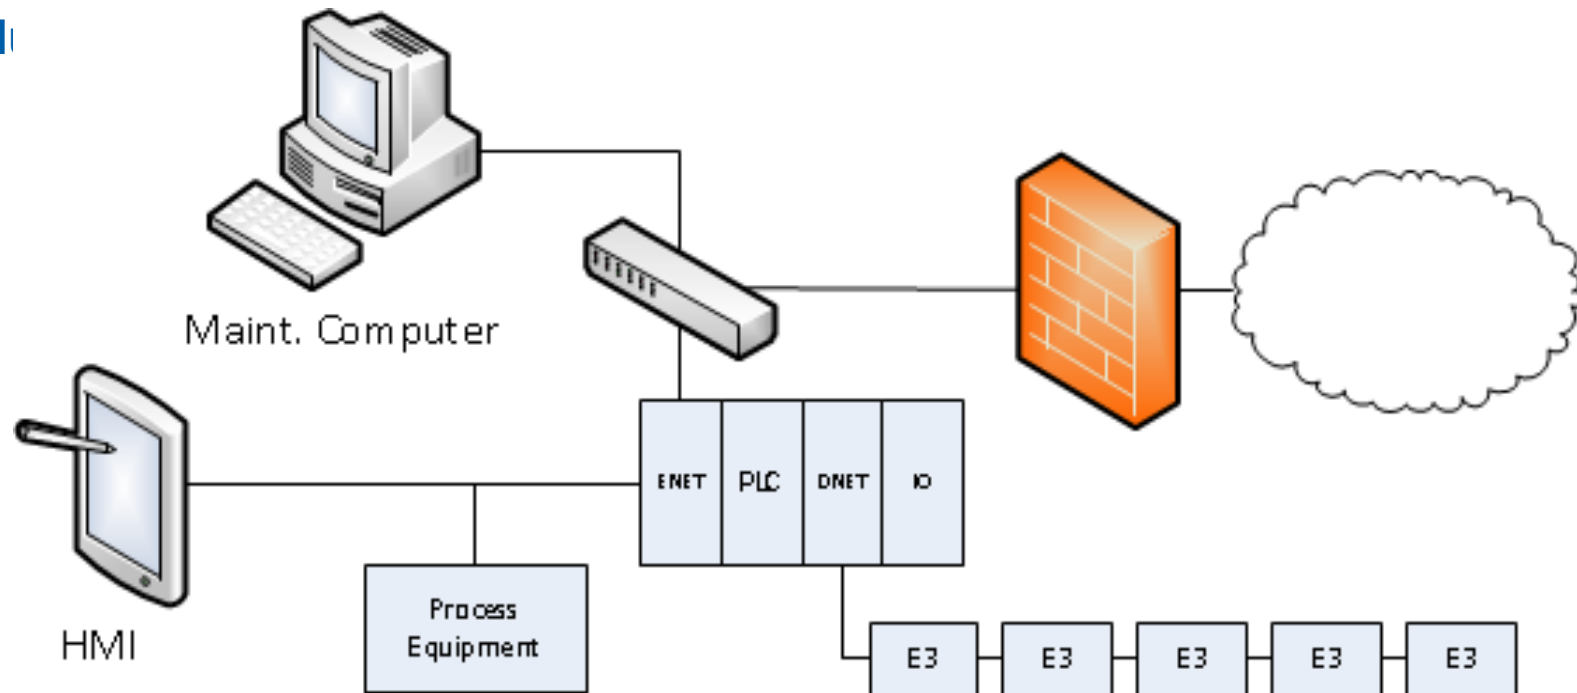 Maint. Computer
ENET
PLC
DNET
IO
Process
Equipment
HMI
E3
E3
E3
E3
E3